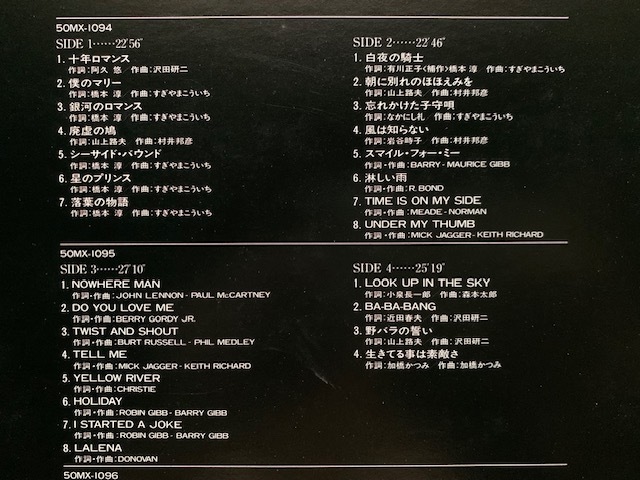 50MX-1094
SIDE 1……22'56"
1. 十年ロマンス
作詞：阿久 悠 作曲：沢田研二
2. 僕のマリー
作詞：橋本 淳 作曲：すぎやまこういち
3. 銀河のロマンス
作詞：橋本 淳 作曲：すぎやまこういち
4. 廃虚の鳩
作詞：山上路夫 作曲：村井邦彦
5. シーサイド・バウンド
作詞：橋本 淳 作曲：すぎやまこういち
6. 星のプリンス
作詞：橋本 淳 作曲：すぎやまこういち
7. 落葉の物語
作詞：橋本 淳 作曲：すぎやまこういち
SIDE 2……22'46"
1. 白夜の騎士
作詞：有川正子〈補作〉橋本 淳 作曲：すぎやまこういち
2. 朝に別れのほほえみを
作詞：山上路夫 作曲：村井邦彦
3. 忘れかけた子守唄
作詞：なかにし礼 作曲：すぎやまこういち
4. 風は知らない
作詞：岩谷時子 作曲：村井邦彦
5. スマイル・フォー・ミー
作詞・作曲：BARRY - MAURICE GIBB
6. 淋しい雨
作詞・作曲：R. BOND
7. TIME IS ON MY SIDE
作詞・作曲：MEADE - NORMAN
8. UNDER MY THUMB
作詞・作曲：MICK JAGGER - KEITH RICHARD
50MX-1095
SIDE 3……27'10"
1. NOWHERE MAN
作詞・作曲：JOHN LENNON - PAUL McCARTNEY
2. DO YOU LOVE ME
作詞・作曲：BERRY GORDY JR.
3. TWIST AND SHOUT
作詞・作曲：BURT RUSSELL - PHIL MEDLEY
4. TELL ME
作詞・作曲：MICK JAGGER - KEITH RICHARD
5. YELLOW RIVER
作詞・作曲：CHRISTIE
6. HOLIDAY
作詞・作曲：ROBIN GIBB - BARRY GIBB
7. I STARTED A JOKE
作詞・作曲：ROBIN GIBB - BARRY GIBB
8. LALENA
作詞・作曲：DONOVAN
SIDE 4……25'19"
1. LOOK UP IN THE SKY
作詞：小泉長一郎 作曲：森本太郎
2. BA-BA-BANG
作詞：近田春夫 作曲：沢田研二
3. 野バラの誓い
作詞：山上路夫 作曲：沢田研二
4. 生きてる事は素敵さ
作詞：加橋かつみ 作曲：加橋かつみ
50MX-1096